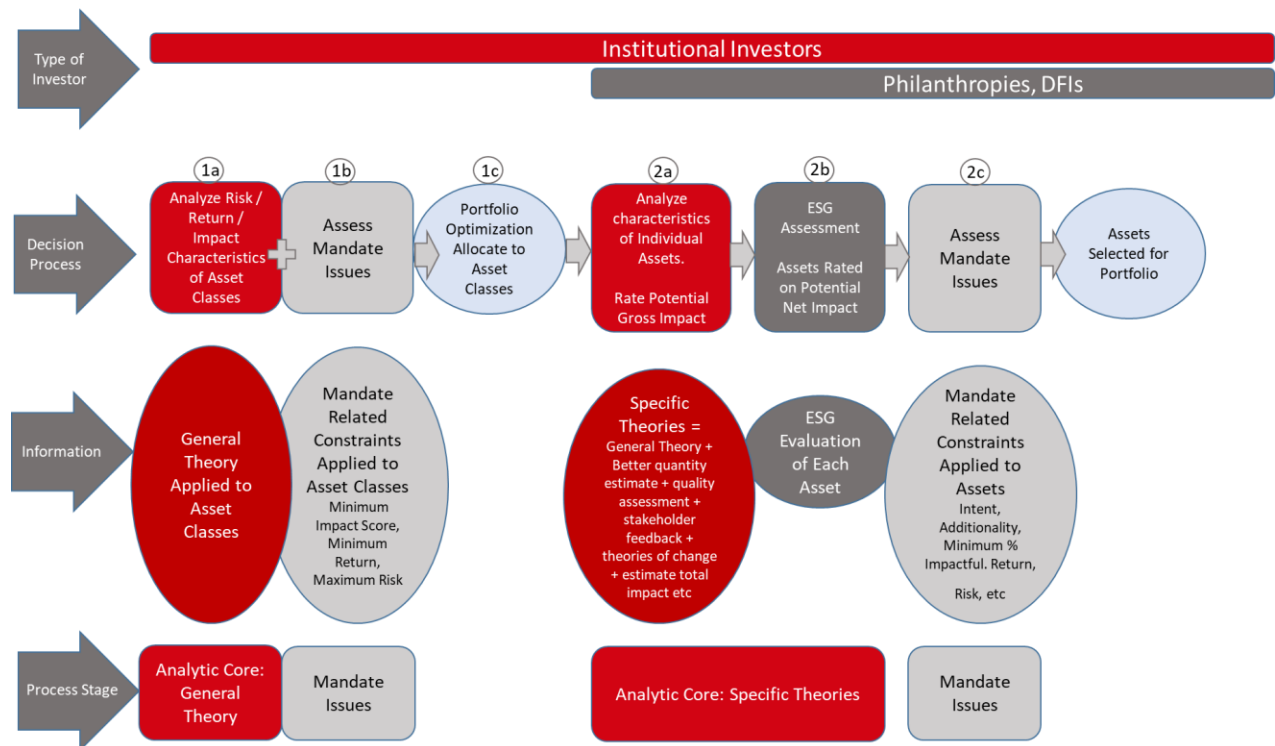 Type of
Investor
Institutional Investors
Philanthropies, DFIs
Decision
Process
1a
Analyze Risk /
Return /
Impact
Characteristics
of Asset
Classes
1b
Assess
Mandate
Issues
1c
Portfolio
Optimization
Allocate to
Asset
Classes
2a
Analyze
characteristics
of Individual
Assets.
Rate Potential
Gross Impact
2b
ESG
Assessment
Assets Rated
on Potential
Net Impact
2c
Assess
Mandate
Issues
Assets
Selected for
Portfolio
Information
General
Theory
Applied to
Asset
Classes
Mandate
Related
Constraints
Applied to
Asset Classes
Minimum
Impact Score,
Minimum
Return,
Maximum Risk
Specific
Theories =
General Theory +
Better quantity
estimate + quality
assessment +
stakeholder
feedback +
theories of change
+ estimate total
impact etc
ESG
Evaluation
of Each
Asset
Mandate
Related
Constraints
Applied to
Assets
Intent,
Additionality,
Minimum %
Impactful. Return,
Risk, etc
Process Stage
Analytic Core:
General
Theory
Mandate
Issues
Analytic Core: Specific Theories
Mandate
Issues